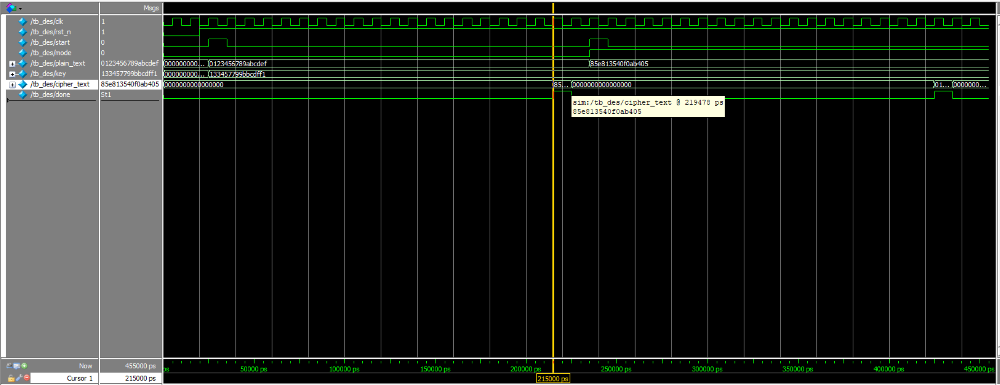 Msgs
/tb_des/clk 1
/tb_des/rst_n 1
/tb_des/start 0
/tb_des/mode 0
/tb_des/plain_text 0123456789abcdef 000000000... 0123456789abcdef 85e813540f0ab405
/tb_des/key 133457799bbcdff1 000000000... 133457799bbcdff1
/tb_des/cipher_text 85e813540f0ab405 0000000000000000 85... 0000000000000000 01... 0000000...
/tb_des/done St1
sim:/tb_des/cipher_text @ 219478 ps
85e813540f0ab405
Now 455000 ps ps 50000 ps 100000 ps 150000 ps 200000 ps 250000 ps 300000 ps 350000 ps 400000 ps 450000 ps
Cursor 1 215000 ps 215000 ps